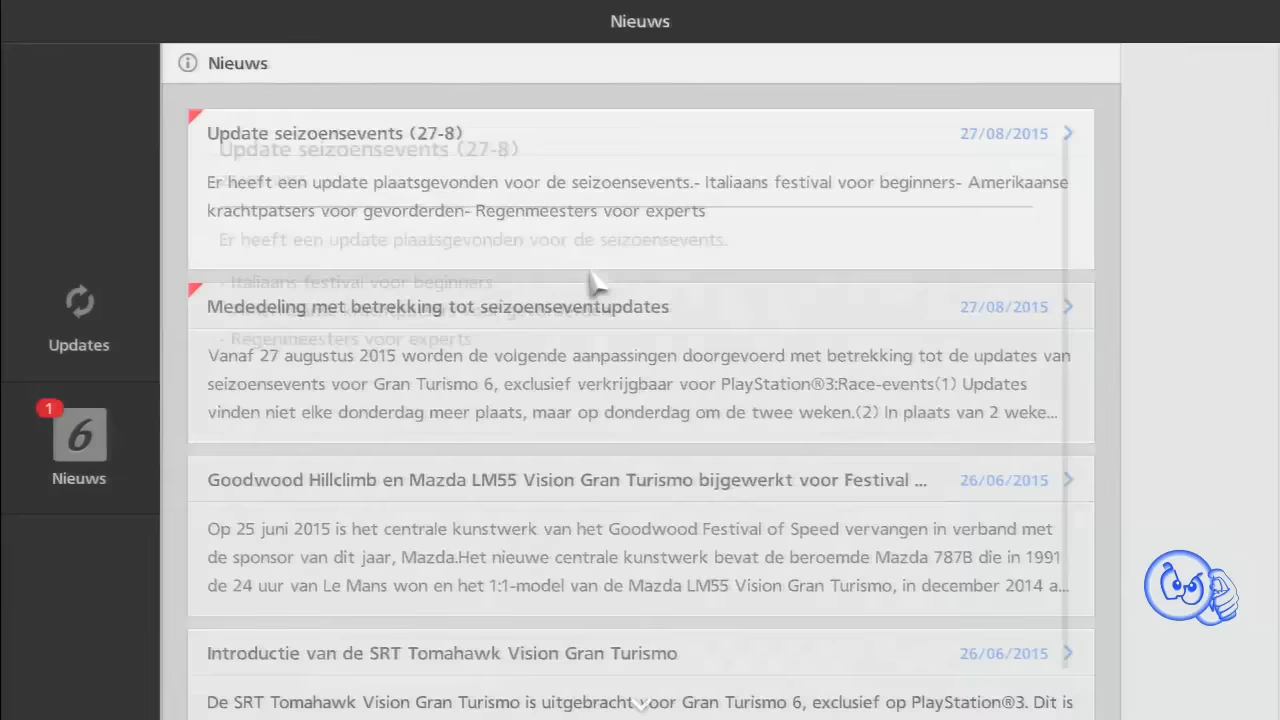 Nieuws
Nieuws
Update seizoensevents (27-8)
27/08/2015
Update seizoensevents (27-8)
Er heeft een update plaatsgevonden voor de seizoensevents.- Italiaans festival voor beginners- Amerikaanse
krachtpatsers voor gevorderden- Regenmeesters voor experts
Er heeft een update plaatsgevonden voor de seizoensevents.
- Italiaans festival voor beginners
Mededeling met betrekking tot seizoenseventupdates
27/08/2015
- Regenmeesters voor experts
Updates
Vanaf 27 augustus 2015 worden de volgende aanpassingen doorgevoerd met betrekking tot de updates van
seizoensevents voor Gran Turismo 6, exclusief verkrijgbaar voor PlayStation®3:Race-events(1) Updates
vinden niet elke donderdag meer plaats, maar op donderdag om de twee weken.(2) In plaats van 2 weke...
1
6
Nieuws
Goodwood Hillclimb en Mazda LM55 Vision Gran Turismo bijgewerkt voor Festival ...
26/06/2015
Op 25 juni 2015 is het centrale kunstwerk van het Goodwood Festival of Speed vervangen in verband met
de sponsor van dit jaar, Mazda.Het nieuwe centrale kunstwerk bevat de beroemde Mazda 787B die in 1991
de 24 uur van Le Mans won en het 1:1-model van de Mazda LM55 Vision Gran Turismo, in december 2014 a...
Introductie van de SRT Tomahawk Vision Gran Turismo
26/06/2015
De SRT Tomahawk Vision Gran Turismo is uitgebracht voor Gran Turismo 6, exclusief op PlayStation®3. Dit is